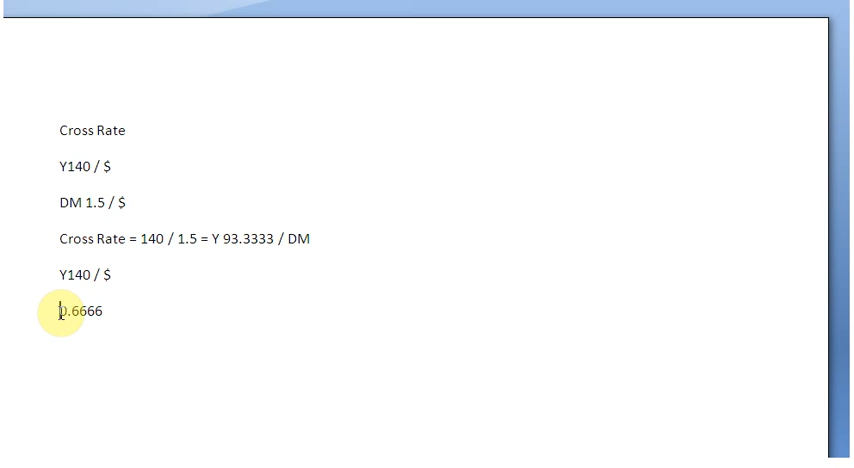 Cross Rate
Y140 / $
DM 1.5 / $
Cross Rate = 140 / 1.5 = Y 93.3333 / DM
Y140 / $
0.6666